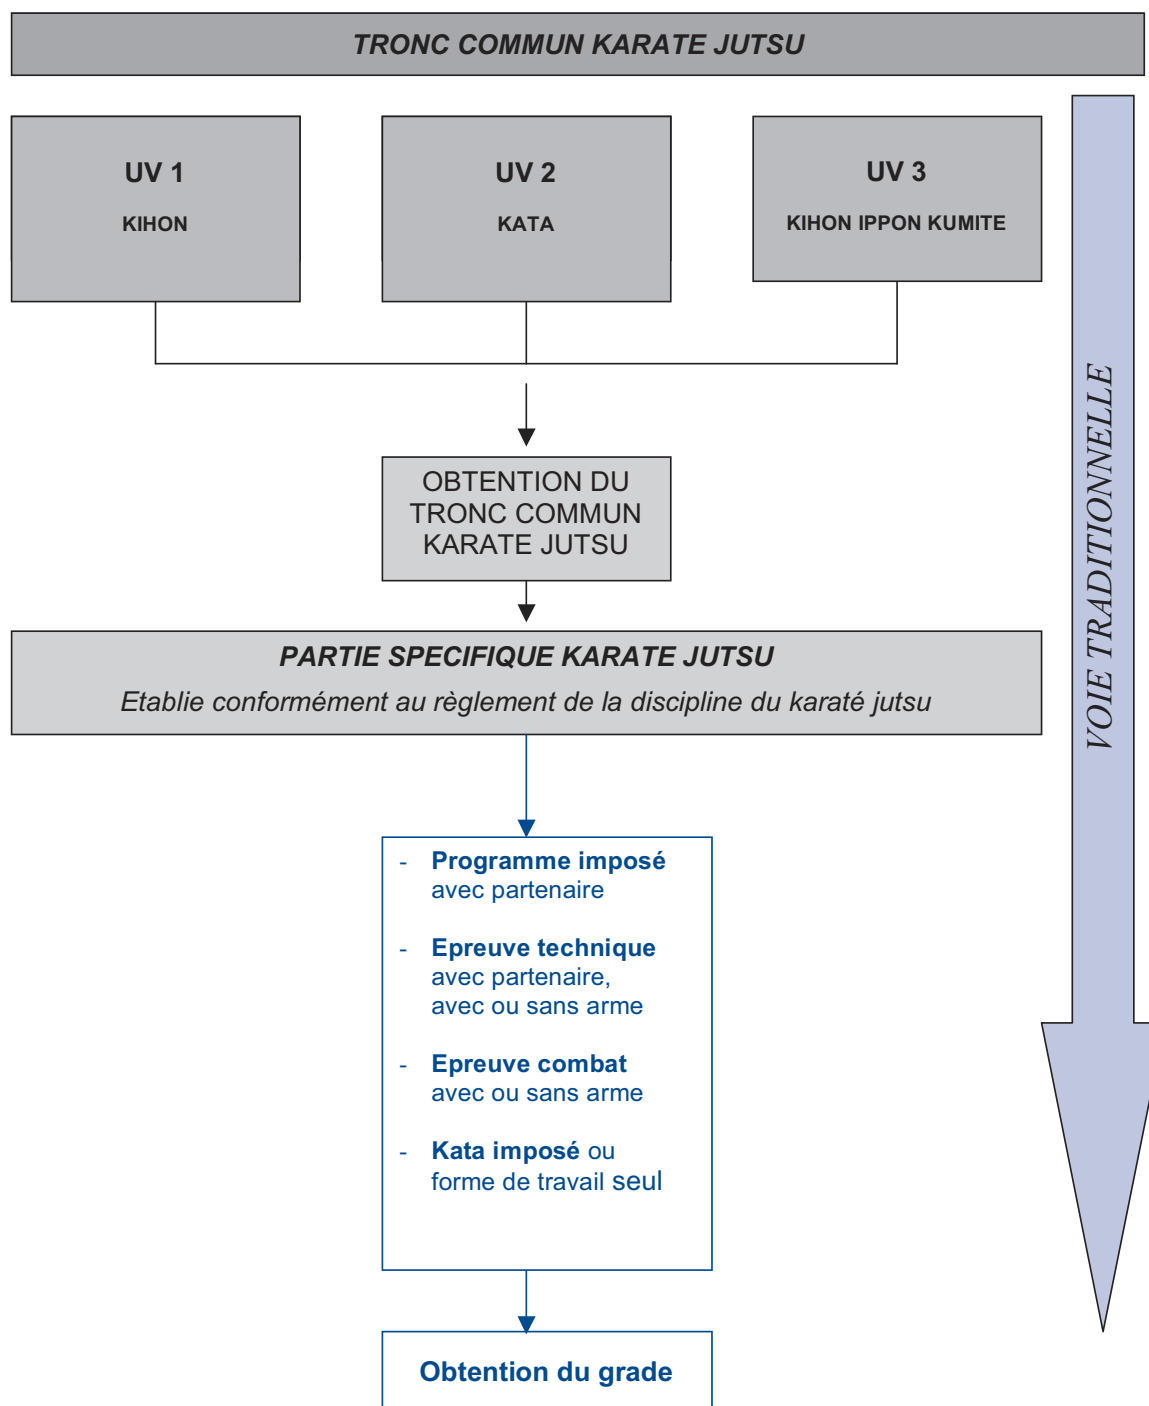 TRONC COMMUN KARATE JUTSU
UV 1
KIHON
UV 2
KATA
UV 3
KIHON IPPON KUMITE
OBTENTION DU
TRONC COMMUN
KARATE JUTSU
PARTIE SPECIFIQUE KARATE JUTSU
Etablie conformément au règlement de la discipline du karaté jutsu
- Programme imposé
avec partenaire
- Epreuve technique
avec partenaire,
avec ou sans arme
- Epreuve combat
avec ou sans arme
- Kata imposé ou
forme de travail seul
Obtention du grade
VOIE TRADITIONNELLE